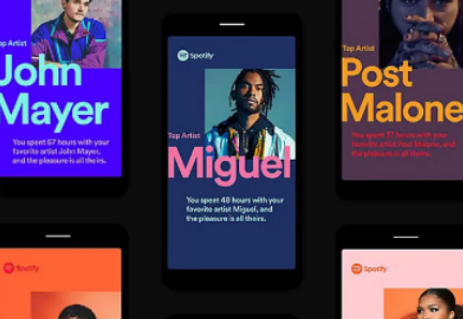 Top Artist
John
Mayer
You spent 67 hours with your
favorite artist John Mayer,
and the pleasure is all theirs.
Spotify
Top Artist
Miguel
You spent 48 hours with your
favorite artist Miguel, and
the pleasure is all theirs.
Top Artist
Post
Malone
You spent 77 hours with your
favorite artist Post Malone, and
the pleasure is all theirs.
Spotify
Spotify